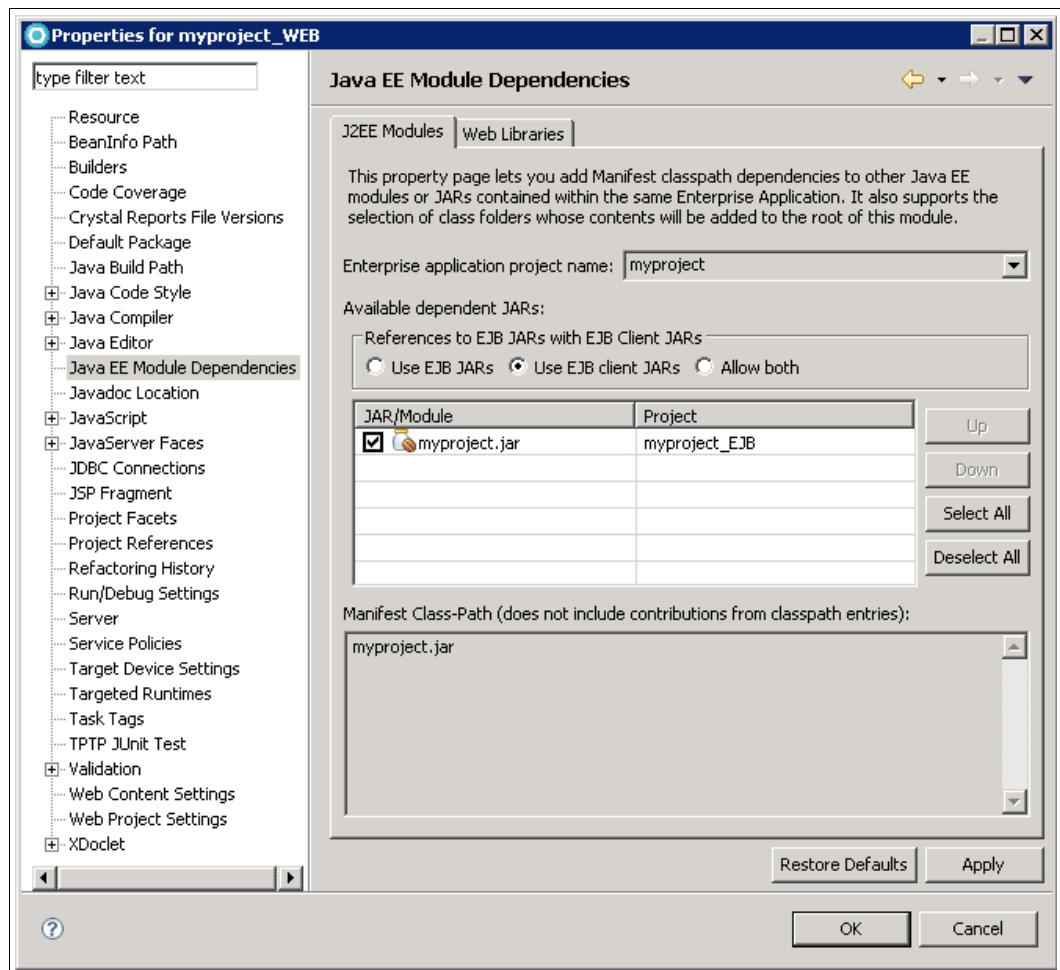 Properties for myproject_WEB
type filter text
Resource
BeanInfo Path
Builders
Code Coverage
Crystal Reports File Versions
Default Package
Java Build Path
Java Code Style
Java Compiler
Java Editor
Java EE Module Dependencies
Javadoc Location
JavaScript
JavaServer Faces
JDBC Connections
JSP Fragment
Project Facets
Project References
Refactoring History
Run/Debug Settings
Server
Service Policies
Target Device Settings
Targeted Runtimes
Task Tags
TPTP JUnit Test
Validation
Web Content Settings
Web Project Settings
XDoclet
Java EE Module Dependencies
J2EE Modules Web Libraries
This property page lets you add Manifest classpath dependencies to other Java EE
modules or JARs contained within the same Enterprise Application. It also supports the
selection of class folders whose contents will be added to the root of this module.
Enterprise application project name: myproject
Available dependent JARs:
References to EJB JARs with EJB Client JARs
Use EJB JARs Use EJB client JARs Allow both
JAR/Module Project
myproject.jar myproject_EJB
Up
Down
Select All
Deselect All
Manifest Class-Path (does not include contributions from classpath entries):
myproject.jar
Restore Defaults Apply
? OK Cancel